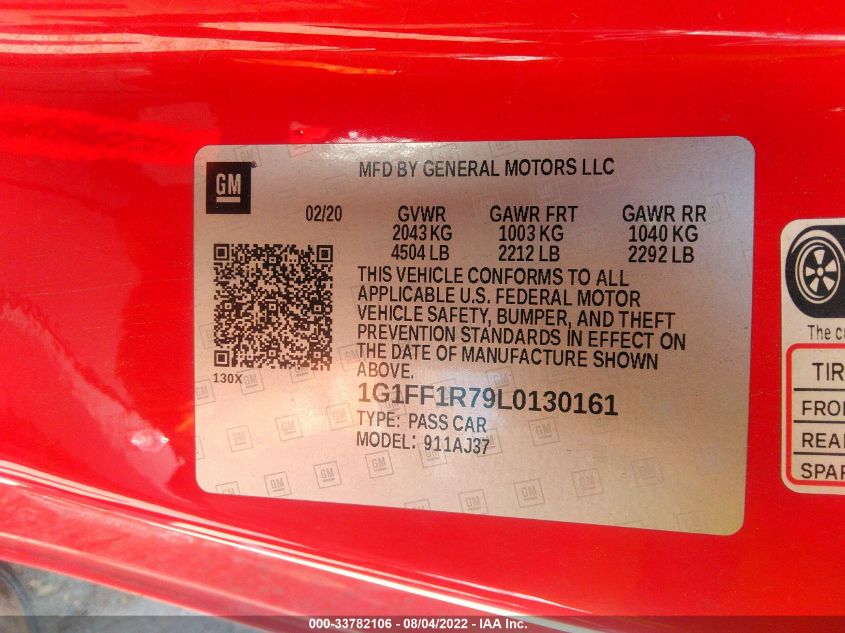 GM
MFD BY GENERAL MOTORS LLC
02/20 GVWR GAWR FRT GAWR RR
2043 KG 1003 KG 1040 KG
4504 LB 2212 LB 2292 LB
THIS VEHICLE CONFORMS TO ALL
APPLICABLE U.S. FEDERAL MOTOR
VEHICLE SAFETY, BUMPER, AND THEFT
PREVENTION STANDARDS IN EFFECT ON
THE DATE OF MANUFACTURE SHOWN
ABOVE.
130X
1G1FF1R79L0130161
TYPE: PASS CAR
MODEL: 911AJ37
The co
TIR
FRO
REA
SPAR
000-33782106 - 08/04/2022 - IAA Inc.